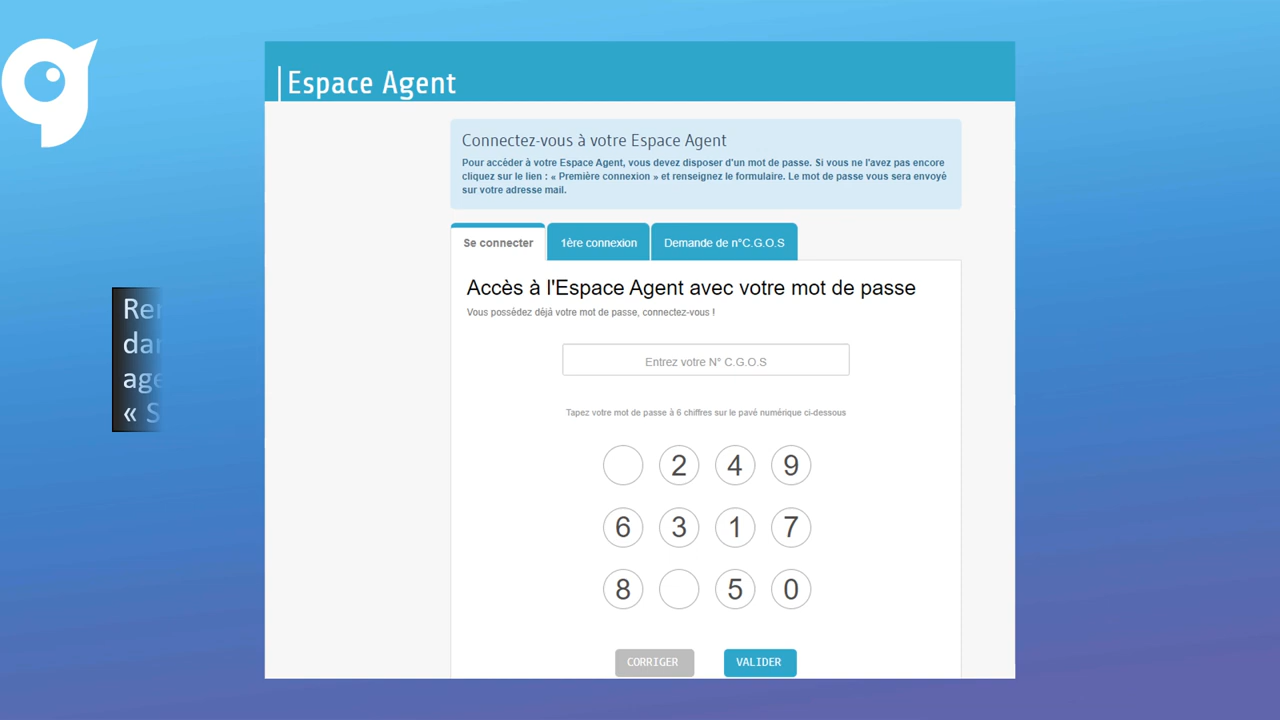 Espace Agent
Connectez-vous à votre Espace Agent
Pour accéder à votre Espace Agent, vous devez disposer d'un mot de passe. Si vous ne l'avez pas encore
cliquez sur le lien : « Première connexion » et renseignez le formulaire. Le mot de passe vous sera envoyé
sur votre adresse mail.
Se connecter 1ère connexion Demande de n°C.G.O.S
Accès à l'Espace Agent avec votre mot de passe
Vous possédez déjà votre mot de passe, connectez-vous !
Entrez votre N° C.G.O.S
Tapez votre mot de passe à 6 chiffres sur le pavé numérique ci-dessous
2 4 9
6 3 1 7
8 5 0
CORRIGER VALIDER